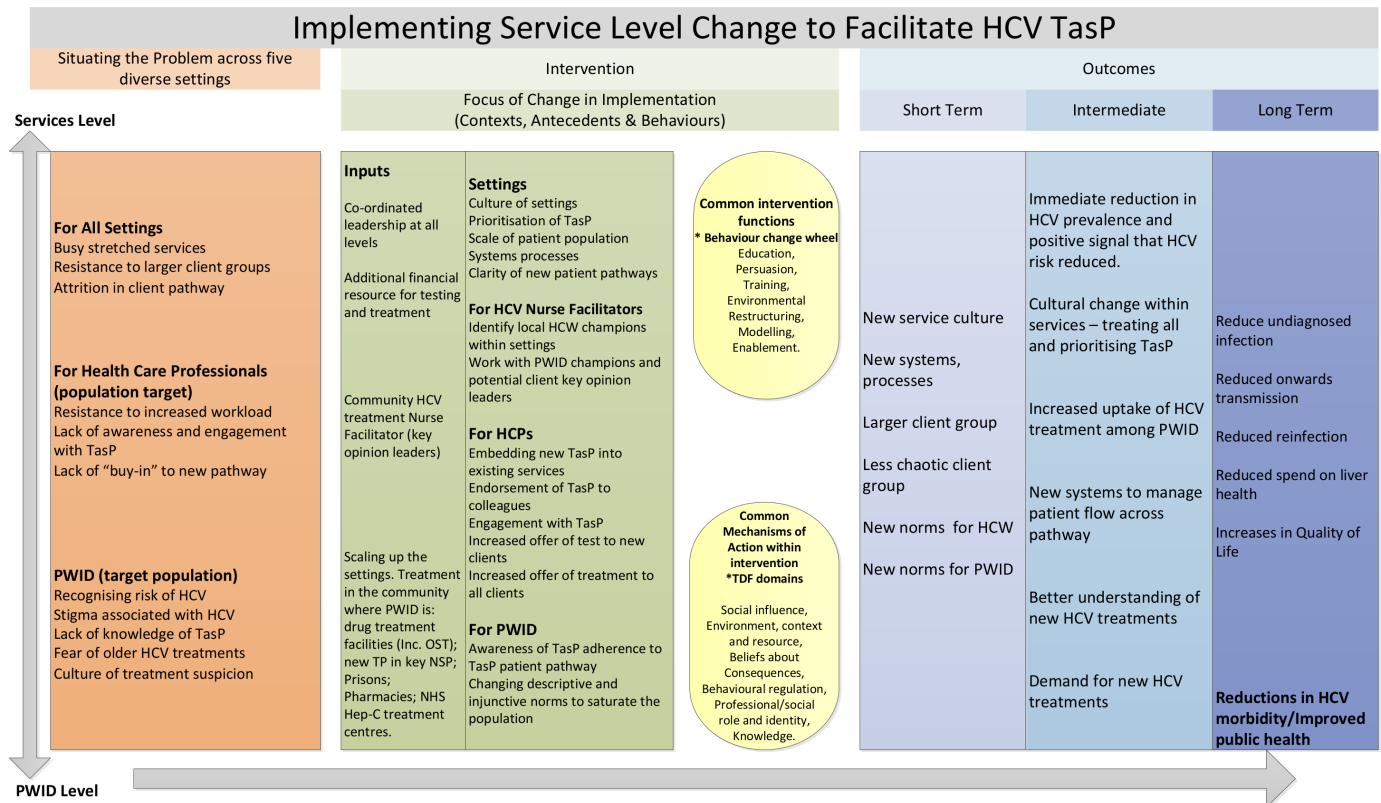 Implementing Service Level Change to Facilitate HCV TasP
Situating the Problem across five
diverse settings
Intervention
Outcomes
Focus of Change in Implementation
(Contexts, Antecedents & Behaviours)
Short Term
Intermediate
Long Term
Services Level
For All Settings
Busy stretched services
Resistance to larger client groups
Attrition in client pathway
For Health Care Professionals
(population target)
Resistance to increased workload
Lack of awareness and engagement
with TasP
Lack of “buy-in” to new pathway
PWID (target population)
Recognising risk of HCV
Stigma associated with HCV
Lack of knowledge of TasP
Fear of older HCV treatments
Culture of treatment suspicion
Inputs
Co-ordinated
leadership at all
levels
Additional financial
resource for testing
and treatment
Community HCV
treatment Nurse
Facilitator (key
opinion leaders)
Scaling up the
settings. Treatment
in the community
where PWID is:
drug treatment
facilities (Inc. OST);
new TP in key NSP;
Prisons;
Pharmacies; NHS
Hep-C treatment
centres.
Settings
Culture of settings
Prioritisation of TasP
Scale of patient population
Systems processes
Clarity of new patient pathways
For HCV Nurse Facilitators
Identify local HCW champions
within settings
Work with PWID champions and
potential client key opinion
leaders
For HCPs
Embedding new TasP into
existing services
Endorsement of TasP to
colleagues
Engagement with TasP
Increased offer of test to new
clients
Increased offer of treatment to
all clients
For PWID
Awareness of TasP adherence to
TasP patient pathway
Changing descriptive and
injunctive norms to saturate the
population
Common intervention
functions
* Behaviour change wheel
Education,
Persuasion,
Training,
Environmental
Restructuring,
Modelling,
Enablement.
Common
Mechanisms of
Action within
intervention
*TDF domains
Social influence,
Environment, context
and resource,
Beliefs about
Consequences,
Behavioural regulation,
Professional/social
role and identity,
Knowledge.
New service culture
New systems,
processes
Larger client group
Less chaotic client
group
New norms  for HCW
New norms for PWID
Immediate reduction in
HCV prevalence and
positive signal that HCV
risk reduced.
Cultural change within
services – treating all
and prioritising TasP
Increased uptake of HCV
treatment among PWID
New systems to manage
patient flow across
pathway
Better understanding of
new HCV treatments
Demand for new HCV
treatments
Reduce undiagnosed
infection
Reduced onwards
transmission
Reduced reinfection
Reduced spend on liver
health
Increases in Quality of
Life
Reductions in HCV
morbidity/Improved
public health
PWID Level